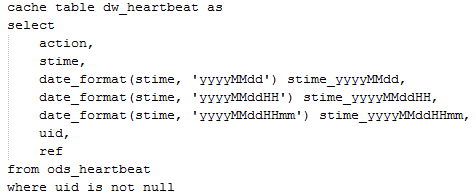 cache table dw_heartbeat as
select
    action,
    stime,
    date_format(stime, 'yyyyMMdd') stime_yyyyMMdd,
    date_format(stime, 'yyyyMMddHH') stime_yyyyMMddHH,
    date_format(stime, 'yyyyMMddHHmm') stime_yyyyMMddHHmm,
    uid,
    ref
from ods_heartbeat
where uid is not null